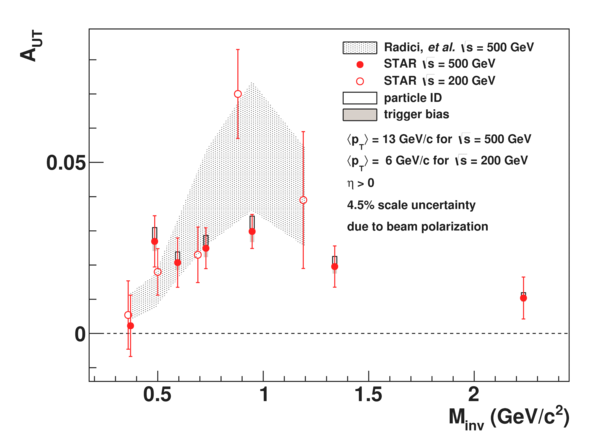 A_UT
Radici, et al. √s = 500 GeV
STAR √s = 500 GeV
STAR √s = 200 GeV
particle ID
trigger bias
⟨p_T⟩ = 13 GeV/c for √s = 500 GeV
⟨p_T⟩ = 6 GeV/c for √s = 200 GeV
η > 0
4.5% scale uncertainty
due to beam polarization
0.05
0
0.5 1 1.5 2
M_inv (GeV/c²)